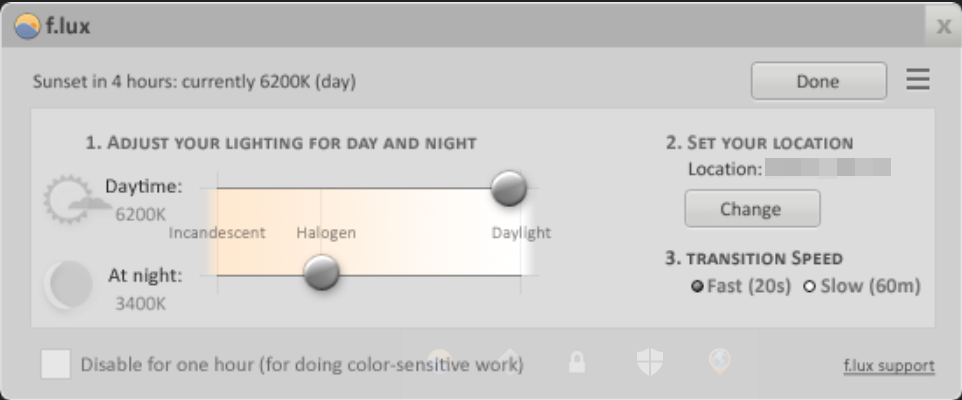 f.lux
Sunset in 4 hours: currently 6200K (day)
Done
1. ADJUST YOUR LIGHTING FOR DAY AND NIGHT
Daytime:
6200K
Incandescent
Halogen
Daylight
At night:
3400K
2. SET YOUR LOCATION
Location:
Change
3. TRANSITION SPEED
Fast (20s) Slow (60m)
Disable for one hour (for doing color-sensitive work)
f.lux support